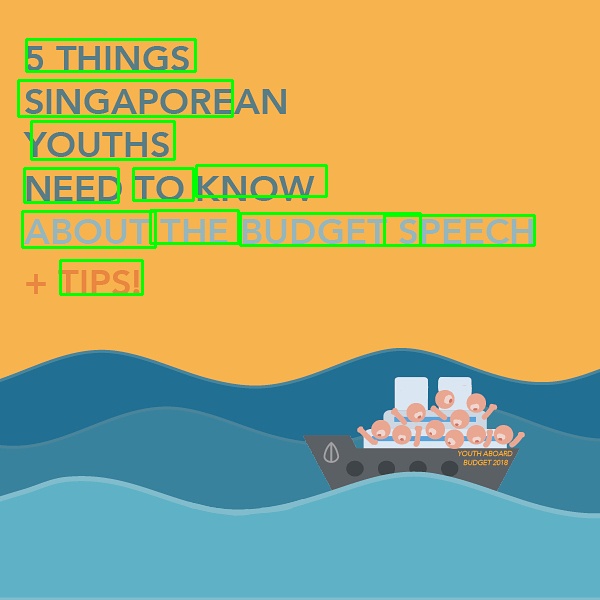 5 THINGS
SINGAPOREAN
YOUTHS
NEED TO KNOW
ABOUT THE BUDGET SPEECH
+ TIPS!
YOUTH ABOARD
BUDGET 2018